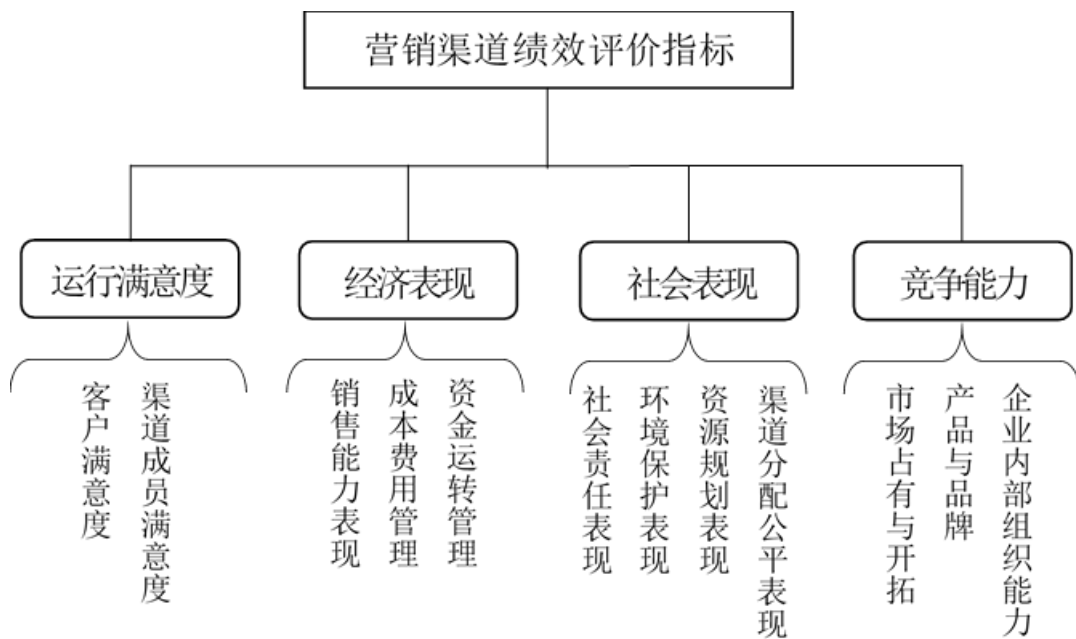 营销渠道绩效评价指标
运行满意度
经济表现
社会表现
竞争能力
客户满意度
渠道成员满意度
销售能力表现
成本费用管理
资金运转管理
社会责任表现
环境保护表现
资源规划表现
渠道分配公平表现
市场占有与开拓
产品与品牌
企业内部组织能力